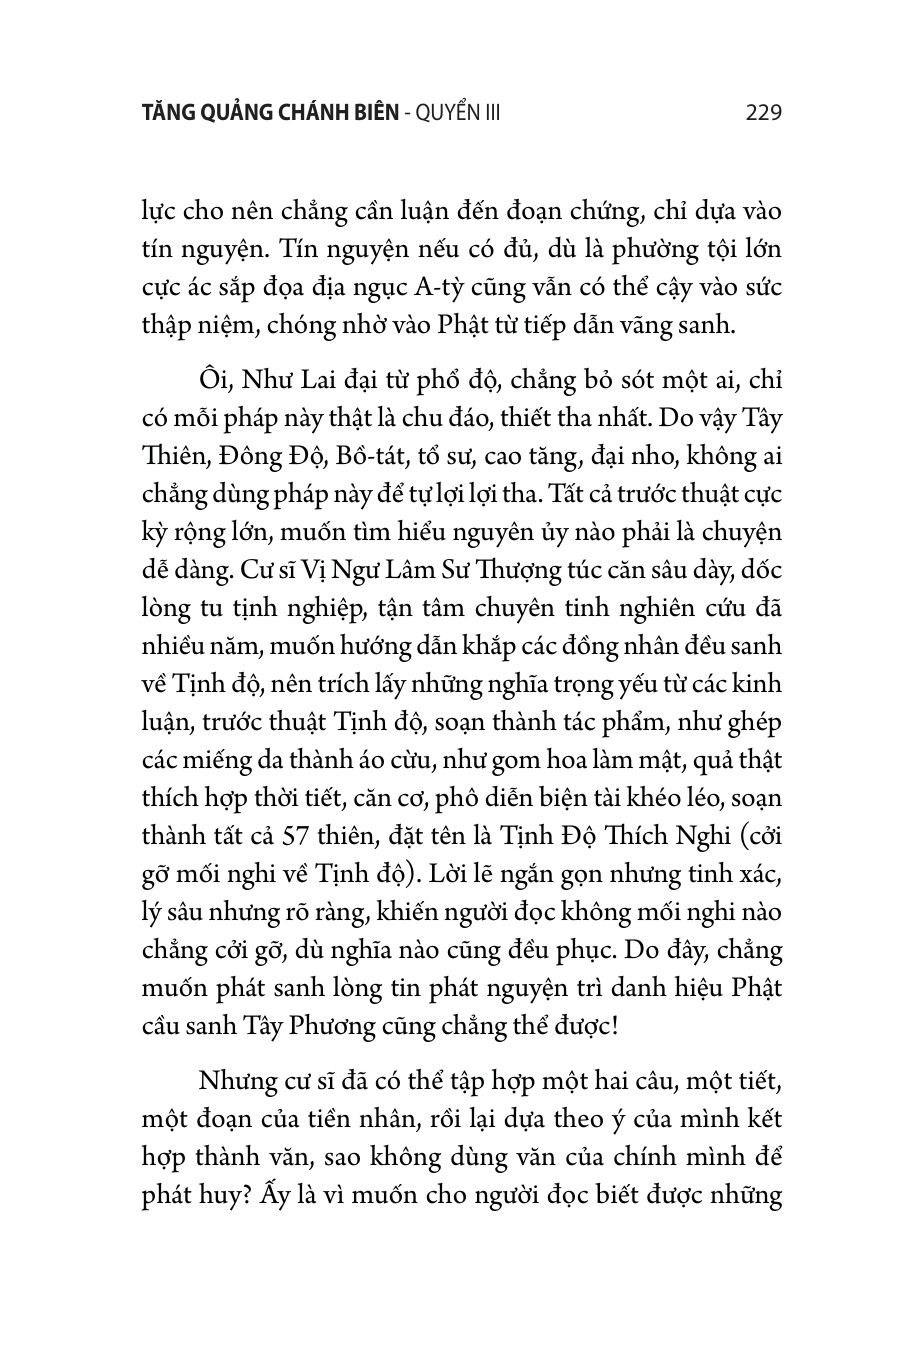 TĂNG QUẢNG CHÁNH BIÊN - QUYỂN III 229
lực cho nên chẳng cần luận đến đoạn chứng, chỉ dựa vào
tín nguyện. Tín nguyện nếu có đủ, dù là phường tội lớn
cực ác sắp đọa địa ngục A-tỳ cũng vẫn có thể cậy vào sức
thập niệm, chóng nhờ vào Phật từ tiếp dẫn vãng sanh.
Ôi, Như Lai đại từ phổ độ, chẳng bỏ sót một ai, chỉ
có mỗi pháp này thật là chu đáo, thiết tha nhất. Do vậy Tây
Thiên, Đông Độ, Bồ-tát, tổ sư, cao tăng, đại nho, không ai
chẳng dùng pháp này để tự lợi lợi tha. Tất cả trước thuật cực
kỳ rộng lớn, muốn tìm hiểu nguyên ủy nào phải là chuyện
dễ dàng. Cư sĩ Vị Ngư Lâm Sư Thượng túc căn sâu dày, dốc
lòng tu tịnh nghiệp, tận tâm chuyên tinh nghiên cứu đã
nhiều năm, muốn hướng dẫn khắp các đồng nhân đều sanh
về Tịnh độ, nên trích lấy những nghĩa trọng yếu từ các kinh
luận, trước thuật Tịnh độ, soạn thành tác phẩm, như ghép
các miếng da thành áo cừu, như gom hoa làm mật, quả thật
thích hợp thời tiết, căn cơ, phô diễn biện tài khéo léo, soạn
thành tất cả 57 thiên, đặt tên là Tịnh Độ Thích Nghi (cởi
gỡ mối nghi về Tịnh độ). Lời lẽ ngắn gọn nhưng tinh xác,
lý sâu nhưng rõ ràng, khiến người đọc không mối nghi nào
chẳng cởi gỡ, dù nghĩa nào cũng đều phục. Do đây, chẳng
muốn phát sanh lòng tin phát nguyện trì danh hiệu Phật
cầu sanh Tây Phương cũng chẳng thể được!
Nhưng cư sĩ đã có thể tập hợp một hai câu, một tiết,
một đoạn của tiền nhân, rồi lại dựa theo ý của mình kết
hợp thành văn, sao không dùng văn của chính mình để
phát huy? Ấy là vì muốn cho người đọc biết được những